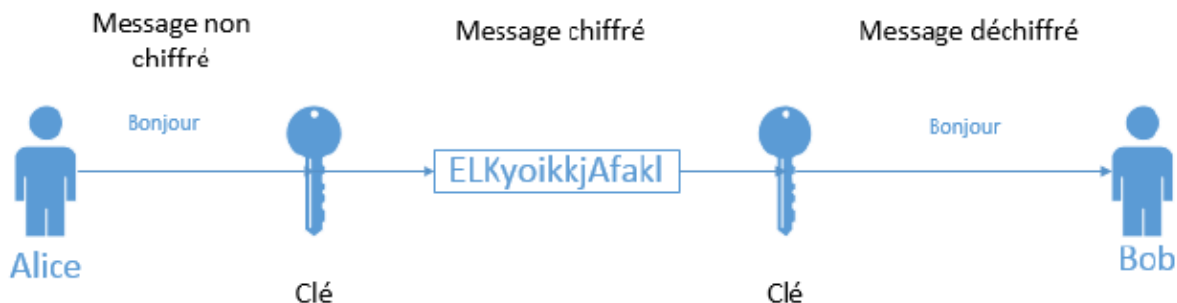 Message non
chiffré
Message chiffré
Message déchiffré
Bonjour
Bonjour
ELKyoikkjAfakl
Alice
Bob
Clé
Clé